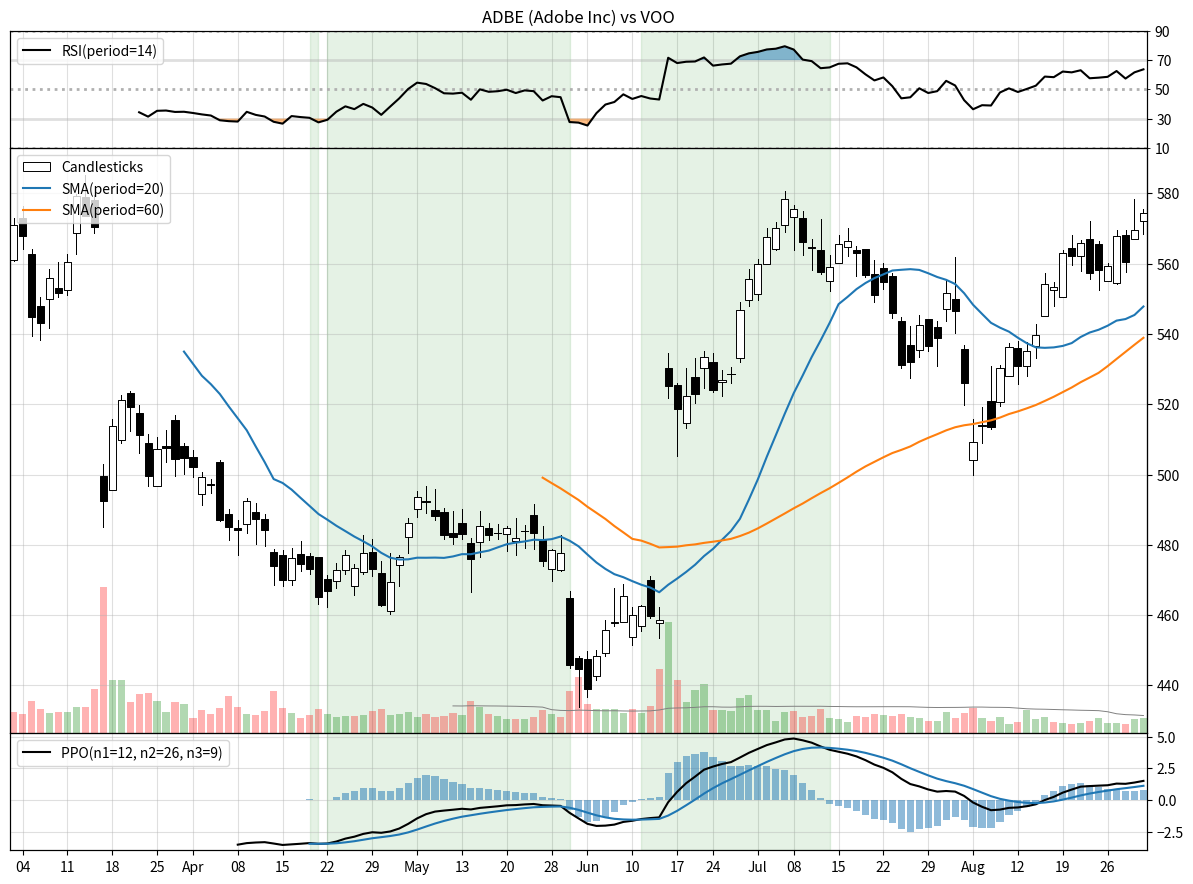 ADBE (Adobe Inc) vs VOO
RSI(period=14)
90
70
50
30
10
Candlesticks
SMA(period=20)
SMA(period=60)
580
560
540
520
500
480
460
440
PPO(n1=12, n2=26, n3=9)
5.0
2.5
0.0
−2.5
04 11 18 25 Apr 08 15 22 29 May 13 20 28 Jun 10 17 24 Jul 08 15 22 29 Aug 12 19 26